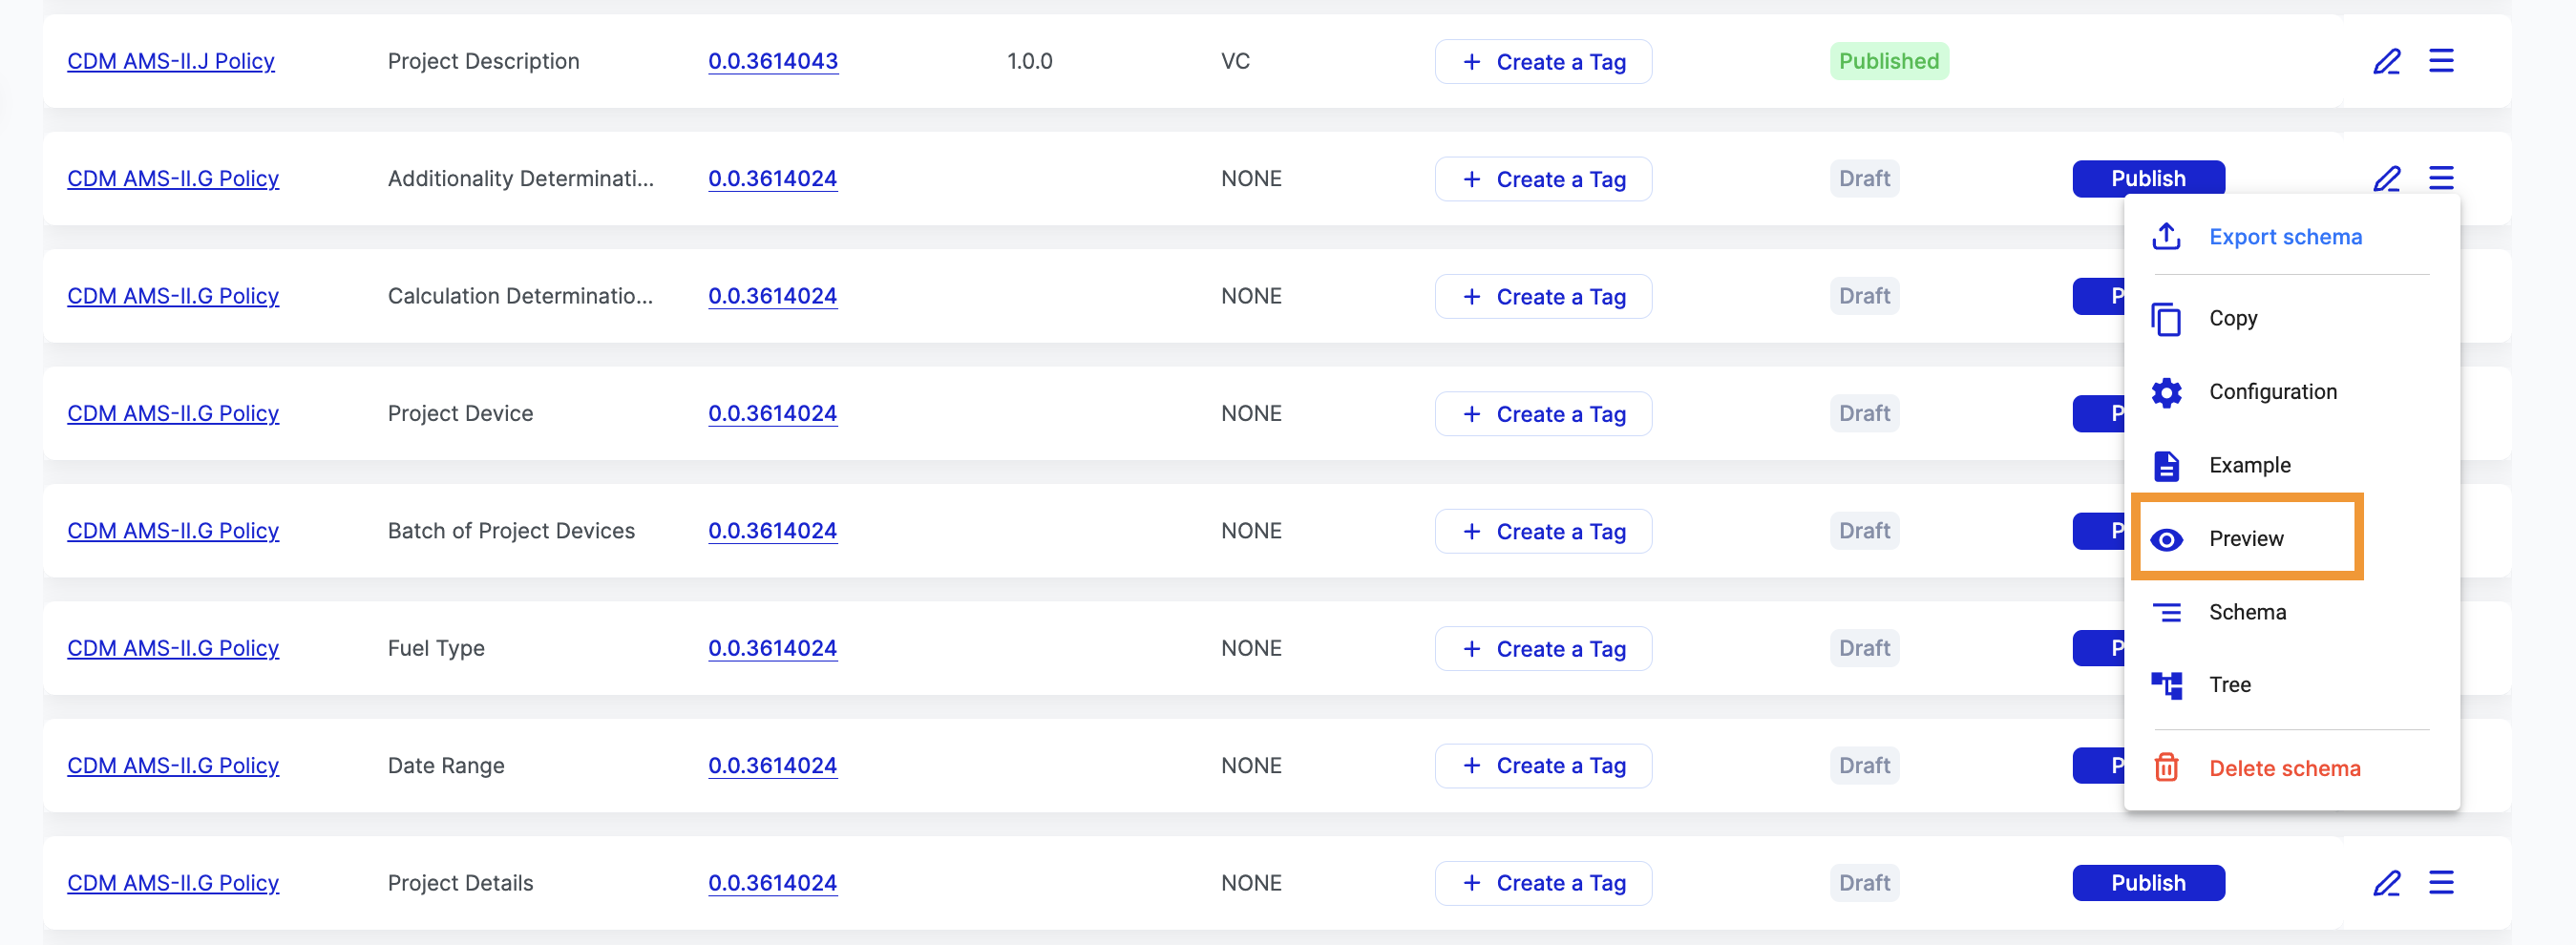 CDM AMS-II.J Policy Project Description 0.0.3614043 1.0.0 VC + Create a Tag Published
CDM AMS-II.G Policy Additionality Determinati... 0.0.3614024 NONE + Create a Tag Draft Publish
Export schema
CDM AMS-II.G Policy Calculation Determinatio... 0.0.3614024 NONE + Create a Tag Draft P
Copy
Configuration
CDM AMS-II.G Policy Project Device 0.0.3614024 NONE + Create a Tag Draft P
Example
CDM AMS-II.G Policy Batch of Project Devices 0.0.3614024 NONE + Create a Tag Draft P
Preview
Schema
CDM AMS-II.G Policy Fuel Type 0.0.3614024 NONE + Create a Tag Draft P
Tree
CDM AMS-II.G Policy Date Range 0.0.3614024 NONE + Create a Tag Draft P
Delete schema
CDM AMS-II.G Policy Project Details 0.0.3614024 NONE + Create a Tag Draft Publish